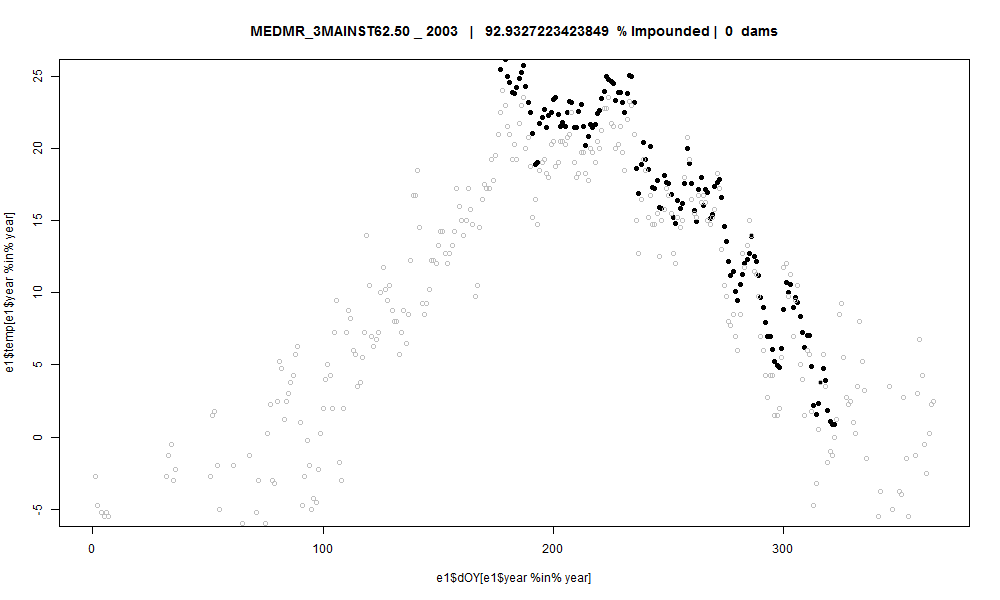 MEDMR_3MAINST62.50 _ 2003 | 92.9327223423849 % Impounded | 0 dams
e1$temp[e1$year %in% year]
25
20
15
10
5
0
-5
0 100 200 300
e1$dOY[e1$year %in% year]